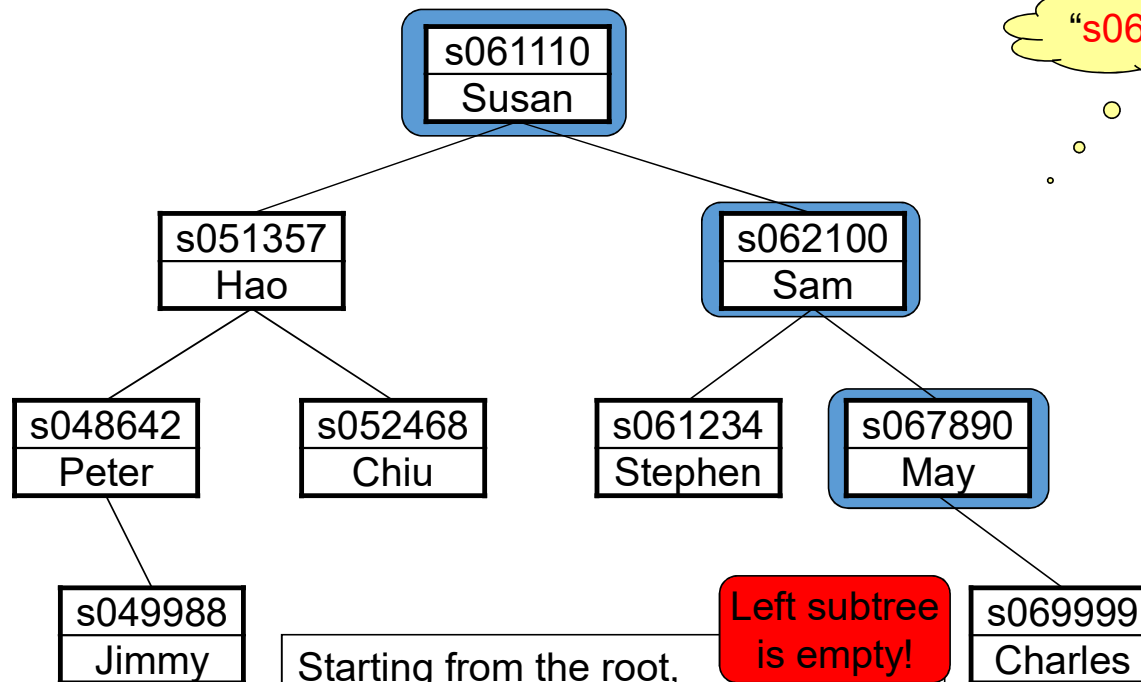 “s06
s061110
Susan
s051357
Hao
s062100
Sam
s048642
Peter
s052468
Chiu
s061234
Stephen
s067890
May
s049988
Jimmy
Starting from the root,
Left subtree
is empty!
s069999
Charles